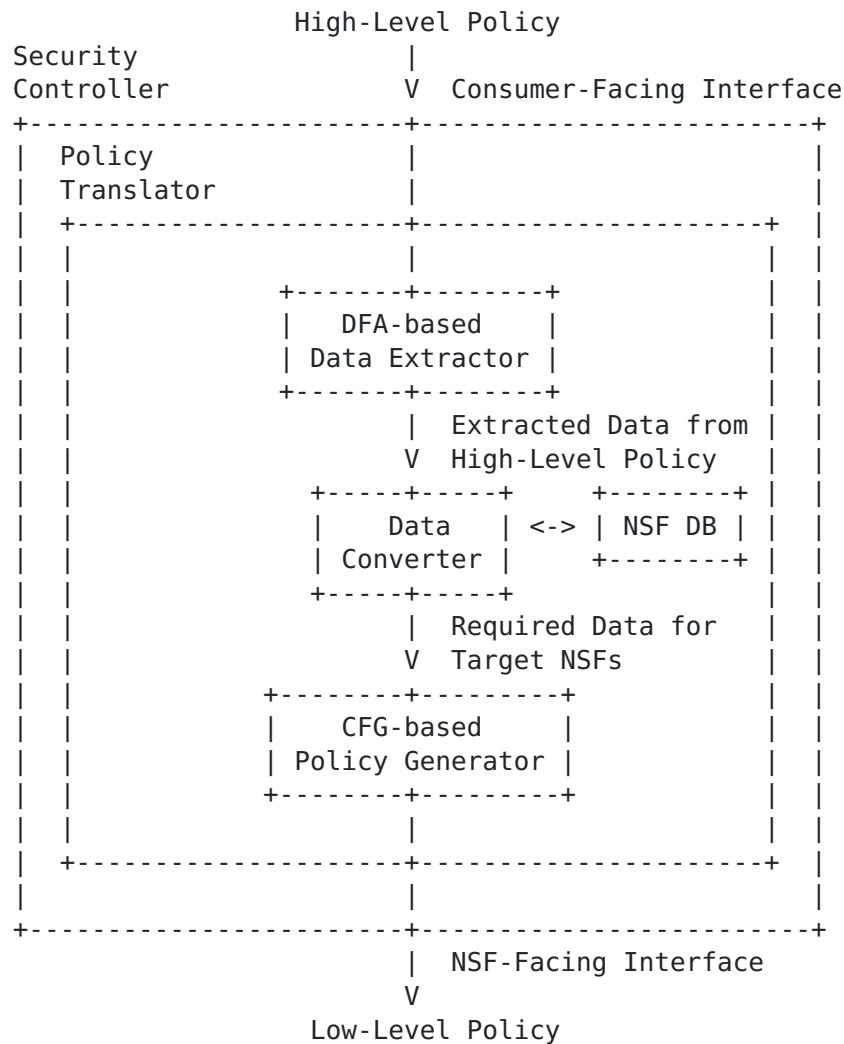 High-Level Policy
Security
Controller
Consumer-Facing Interface
Policy
Translator
DFA-based
Data Extractor
Extracted Data from
High-Level Policy
Data
Converter
<->
NSF DB
Required Data for
Target NSFs
CFG-based
Policy Generator
NSF-Facing Interface
Low-Level Policy